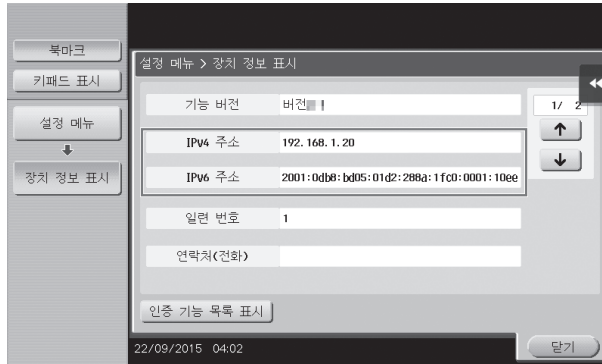 북마크
키패드 표시
설정 메뉴
장치 정보 표시
설정 메뉴 > 장치 정보 표시
기능 버전 버전
1/ 2
IPv4 주소 192.168.1.20
IPv6 주소 2001:0db8:bd05:01d2:288a:1fc0:0001:10ee
일련 번호 1
연락처(전화)
인증 기능 목록 표시
22/09/2015 04:02
닫기